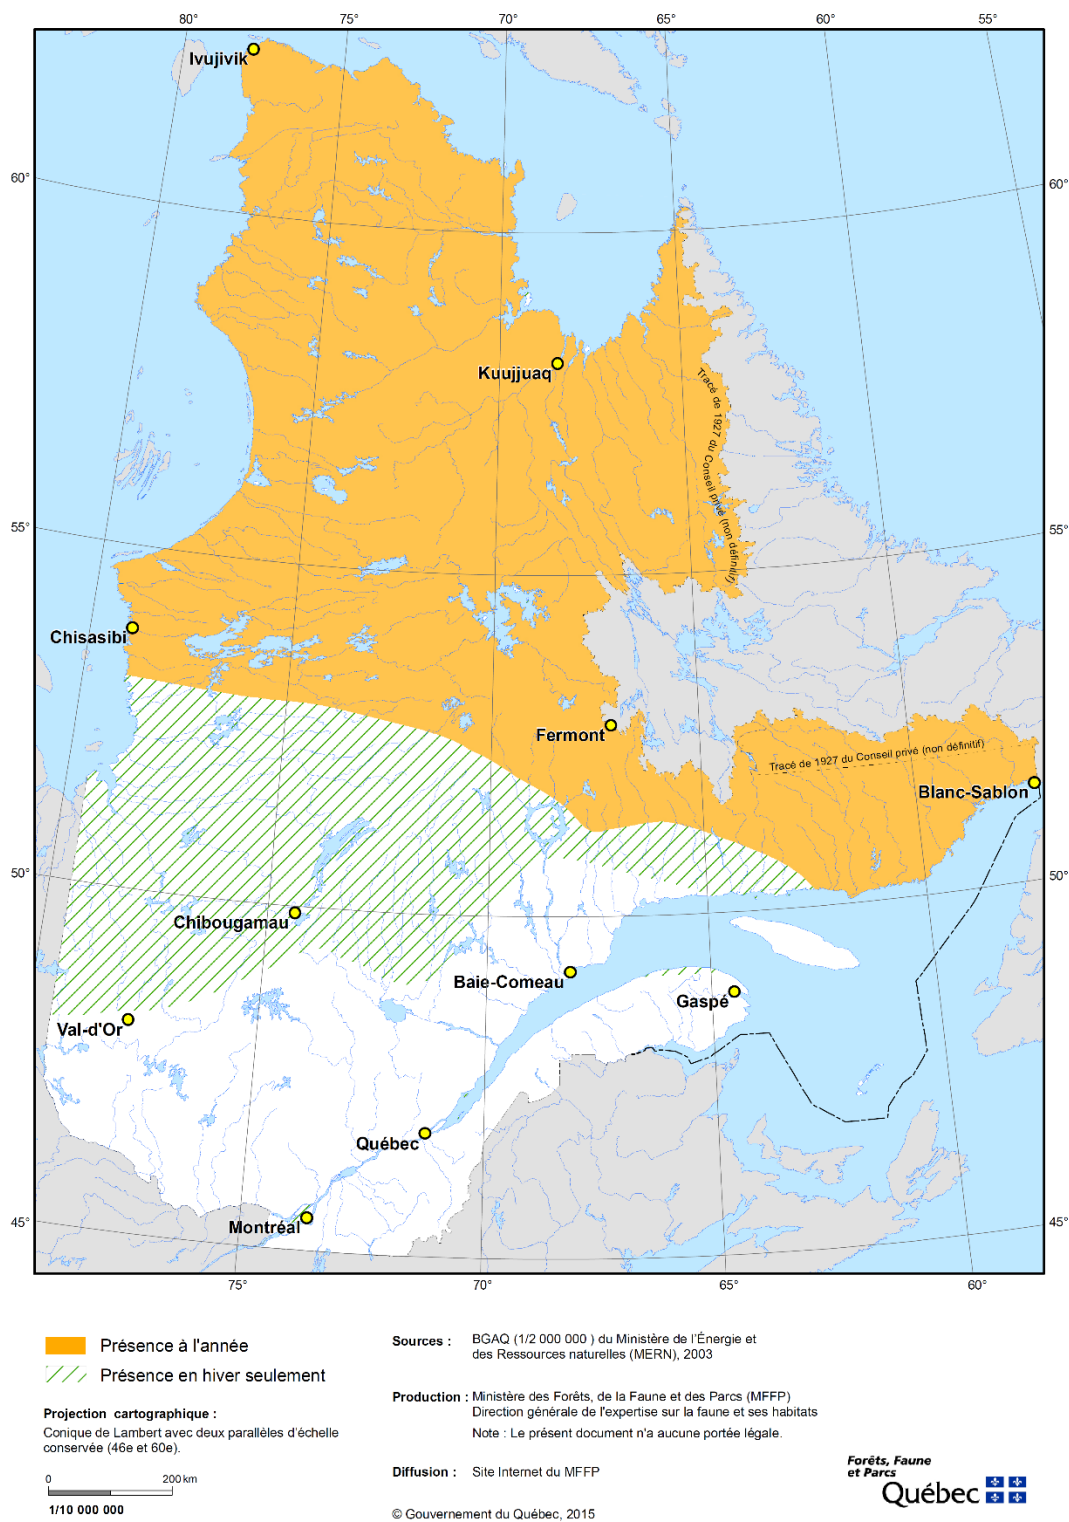 80°
75°
70°
65°
60°
55°
Ivujivik
60°
60°
Kuujjuaq
Tracé de 1927 du Conseil privé (non définitif)
55°
55°
Chisasibi
Fermont
Tracé de 1927 du Conseil privé (non définitif)
Blanc-Sablon
50°
50°
Chibougamau
Baie-Comeau
Gaspé
Val-d'Or
Québec
Montréal
45°
45°
75°
70°
65°
60°
Présence à l'année
Présence en hiver seulement
Projection cartographique :
Conique de Lambert avec deux parallèles d'échelle
conservée (46e et 60e).
0 200 km
1/10 000 000
Sources : BGAQ (1/2 000 000 ) du Ministère de l'Énergie et
des Ressources naturelles (MERN), 2003
Production : Ministère des Forêts, de la Faune et des Parcs (MFFP)
Direction générale de l'expertise sur la faune et ses habitats
Note : Le présent document n'a aucune portée légale.
Diffusion : Site Internet du MFFP
© Gouvernement du Québec, 2015
Forêts, Faune
et Parcs
Québec